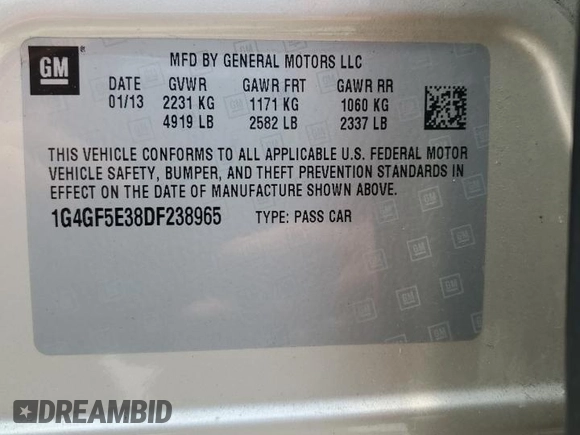 GM
MFD BY GENERAL MOTORS LLC
DATE GVWR GAWR FRT GAWR RR
01/13 2231 KG 1171 KG 1060 KG
4919 LB 2582 LB 2337 LB
THIS VEHICLE CONFORMS TO ALL APPLICABLE U.S. FEDERAL MOTOR
VEHICLE SAFETY, BUMPER, AND THEFT PREVENTION STANDARDS IN
EFFECT ON THE DATE OF MANUFACTURE SHOWN ABOVE.
1G4GF5E38DF238965 TYPE: PASS CAR
DREAMBID